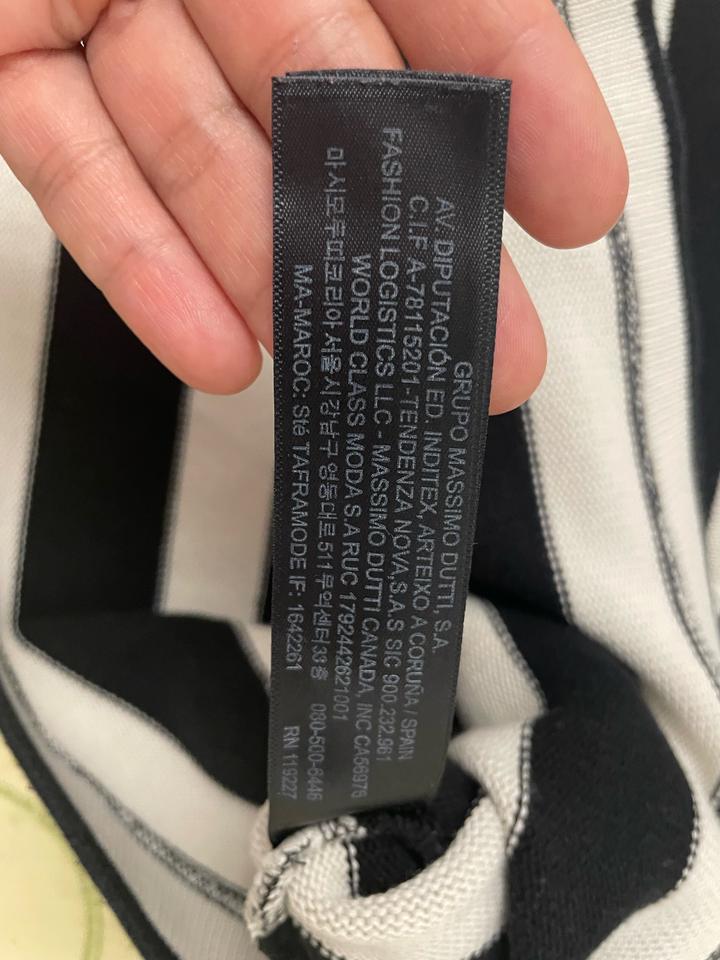 GRUPO MASSIMO DUTTI, S.A.
AV. DIPUTACIÓN ED. INDITEX, ARTEIXO A CORUÑA / SPAIN
C.I.F A-78115201 -TENDENZA NOVA,S.A.S SIC 900.232.961
FASHION LOGISTICS LLC - MASSIMO DUTTI CANADA, INC CA56976
WORLD CLASS MODA S.A RUC 1792442621001
마시모두띠코리아 서울시 강남구 영동대로 511 무역센터 33층 080-500-6446
MA-MAROC: Sté TAFRAMODE IF: 1642261 RN 119227